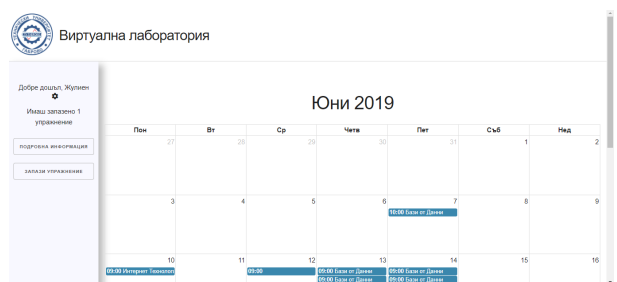 Виртуална лаборатория
Добре дошъл, Жулиен
Имаш запазено 1
упражнение
ПОДРОБНА ИНФОРМАЦИЯ
ЗАПАЗИ УПРАЖНЕНИЕ
Юни 2019
Пон Вт Ср Четв Пет Съб Нед
27 28 29 30 31 1 2
3 4 5 6 7 8 9
10:00 Бази от Данни
10 11 12 13 14 15 16
09:00 Интернет Технологи 09:00 09:00 Бази от Данни 09:00 Бази от Данни
09:00 Бази от Данни 09:00 Бази от Данни